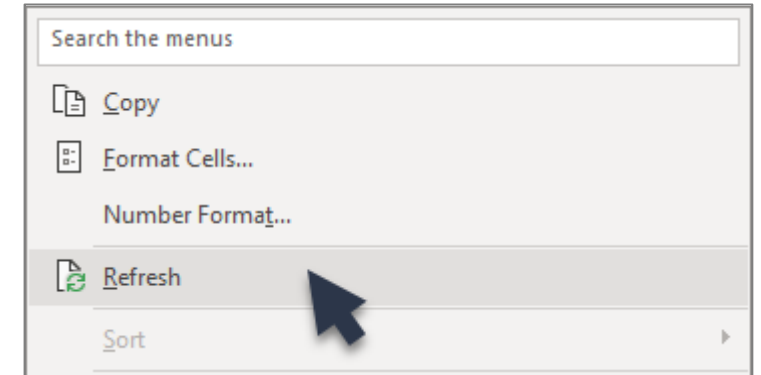 Search the menus
Copy
Format Cells...
Number Format...
Refresh
Sort